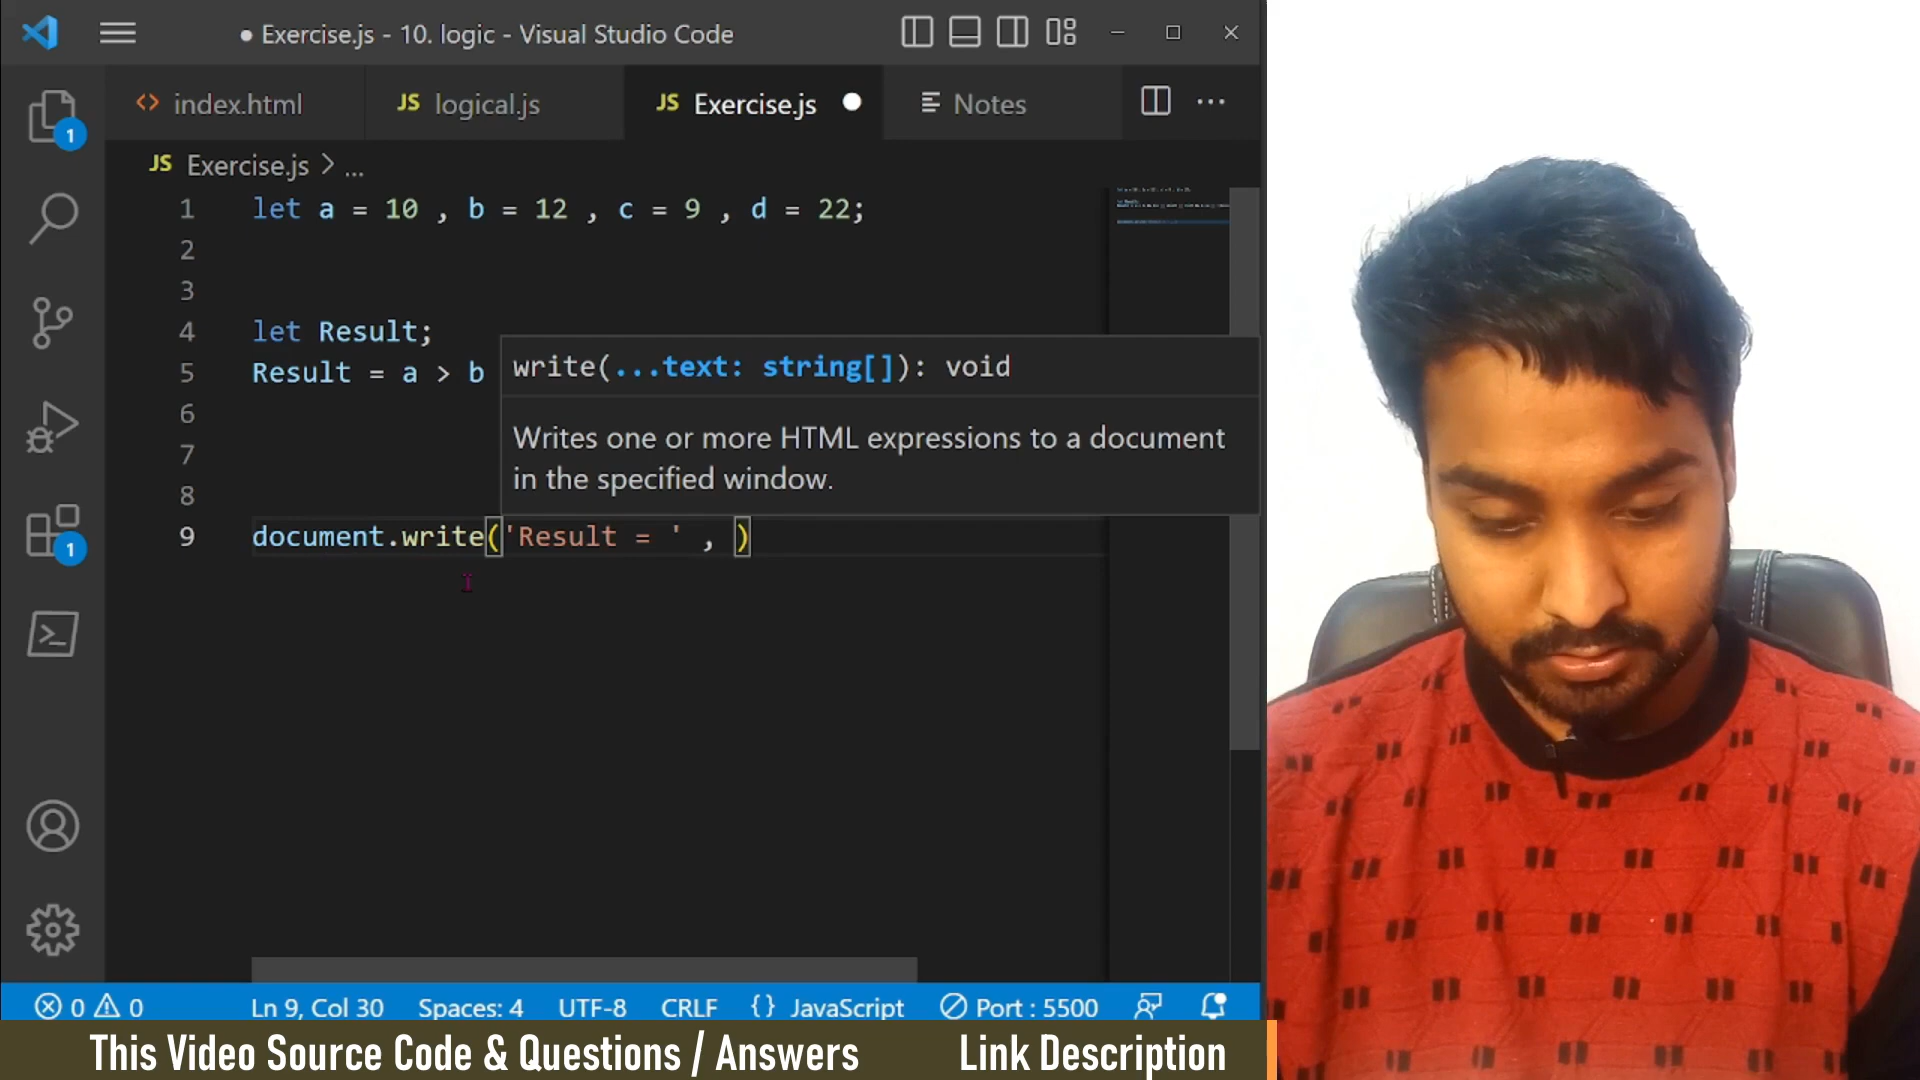 Exercise.js - 10. logic - Visual Studio Code
index.html
JS logical.js
JS Exercise.js
Notes
1
JS Exercise.js > ...
1 let a = 10 , b = 12 , c = 9 , d = 22;
2
3
4 let Result;
5 Result = a > b
write(...text: string[]): void
Writes one or more HTML expressions to a document
in the specified window.
6
7
8
9 document.write('Result = ' , )
1
0 0
Ln 9, Col 30
Spaces: 4
UTF-8
CRLF
{} JavaScript
Port : 5500
This Video Source Code & Questions / Answers
Link Description